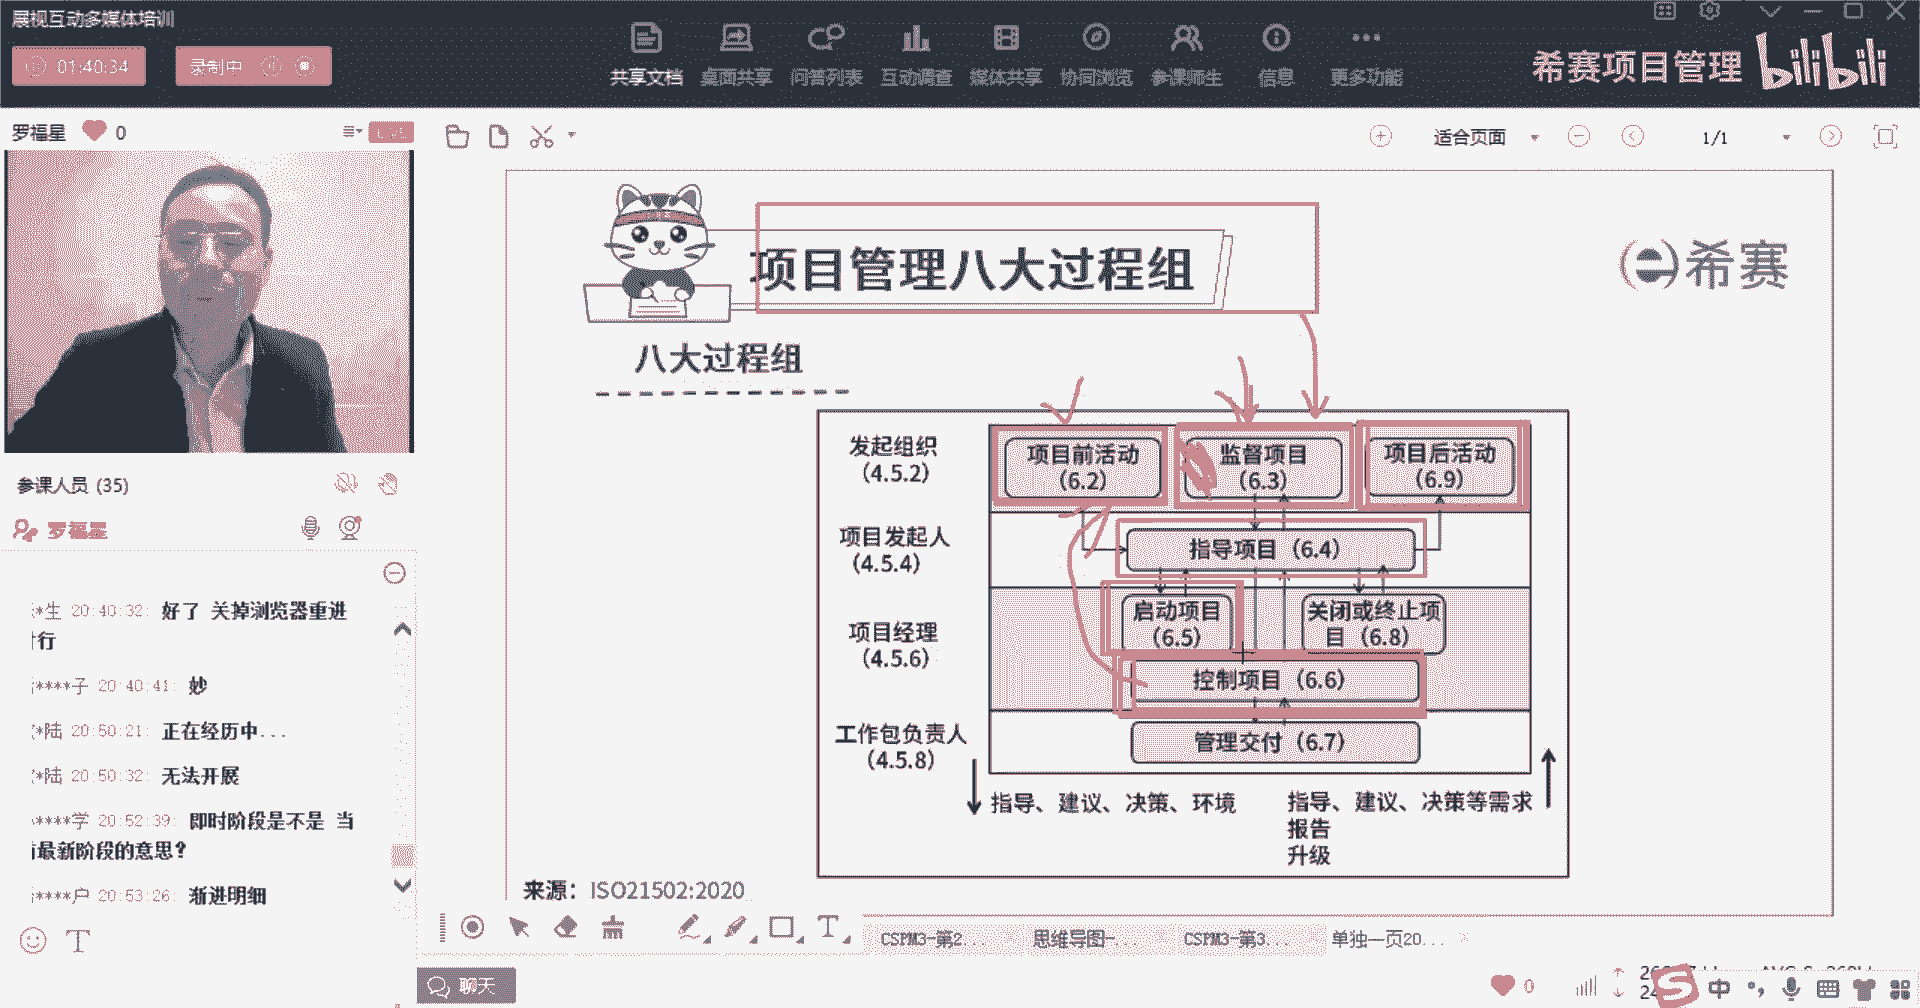 展视互动多媒体培训
01:40:34
录制中
共享文档
桌面共享
问答列表
互动调查
媒体共享
协同浏览
参课师生
信息
更多功能
希赛项目管理
bilibili
罗福星
0
LIVE
适合页面
1/1
参课人员 (35)
罗福星
*生 20:40:32: 好了 关掉浏览器重进
行
****子 20:40:41: 妙
*陆 20:50:21: 正在经历中...
*陆 20:50:32: 无法开展
****学 20:52:39: 即时阶段是不是 当
最新阶段的意思?
****户 20:53:26: 渐进明细
项目管理八大过程组
希赛
八大过程组
发起组织
(4.5.2)
项目前活动
(6.2)
监督项目
(6.3)
项目后活动
(6.9)
项目发起人
(4.5.4)
指导项目 (6.4)
项目经理
(4.5.6)
启动项目
(6.5)
关闭或终止项
目 (6.8)
控制项目 (6.6)
工作包负责人
(4.5.8)
管理交付 (6.7)
指导、建议、决策、环境
指导、建议、决策等需求
报告
升级
来源: ISO21502:2020
T
CSPM3-第2...
思维导图-...
CSPM3-第3...
单独一页20...
T
聊天
0
S
中